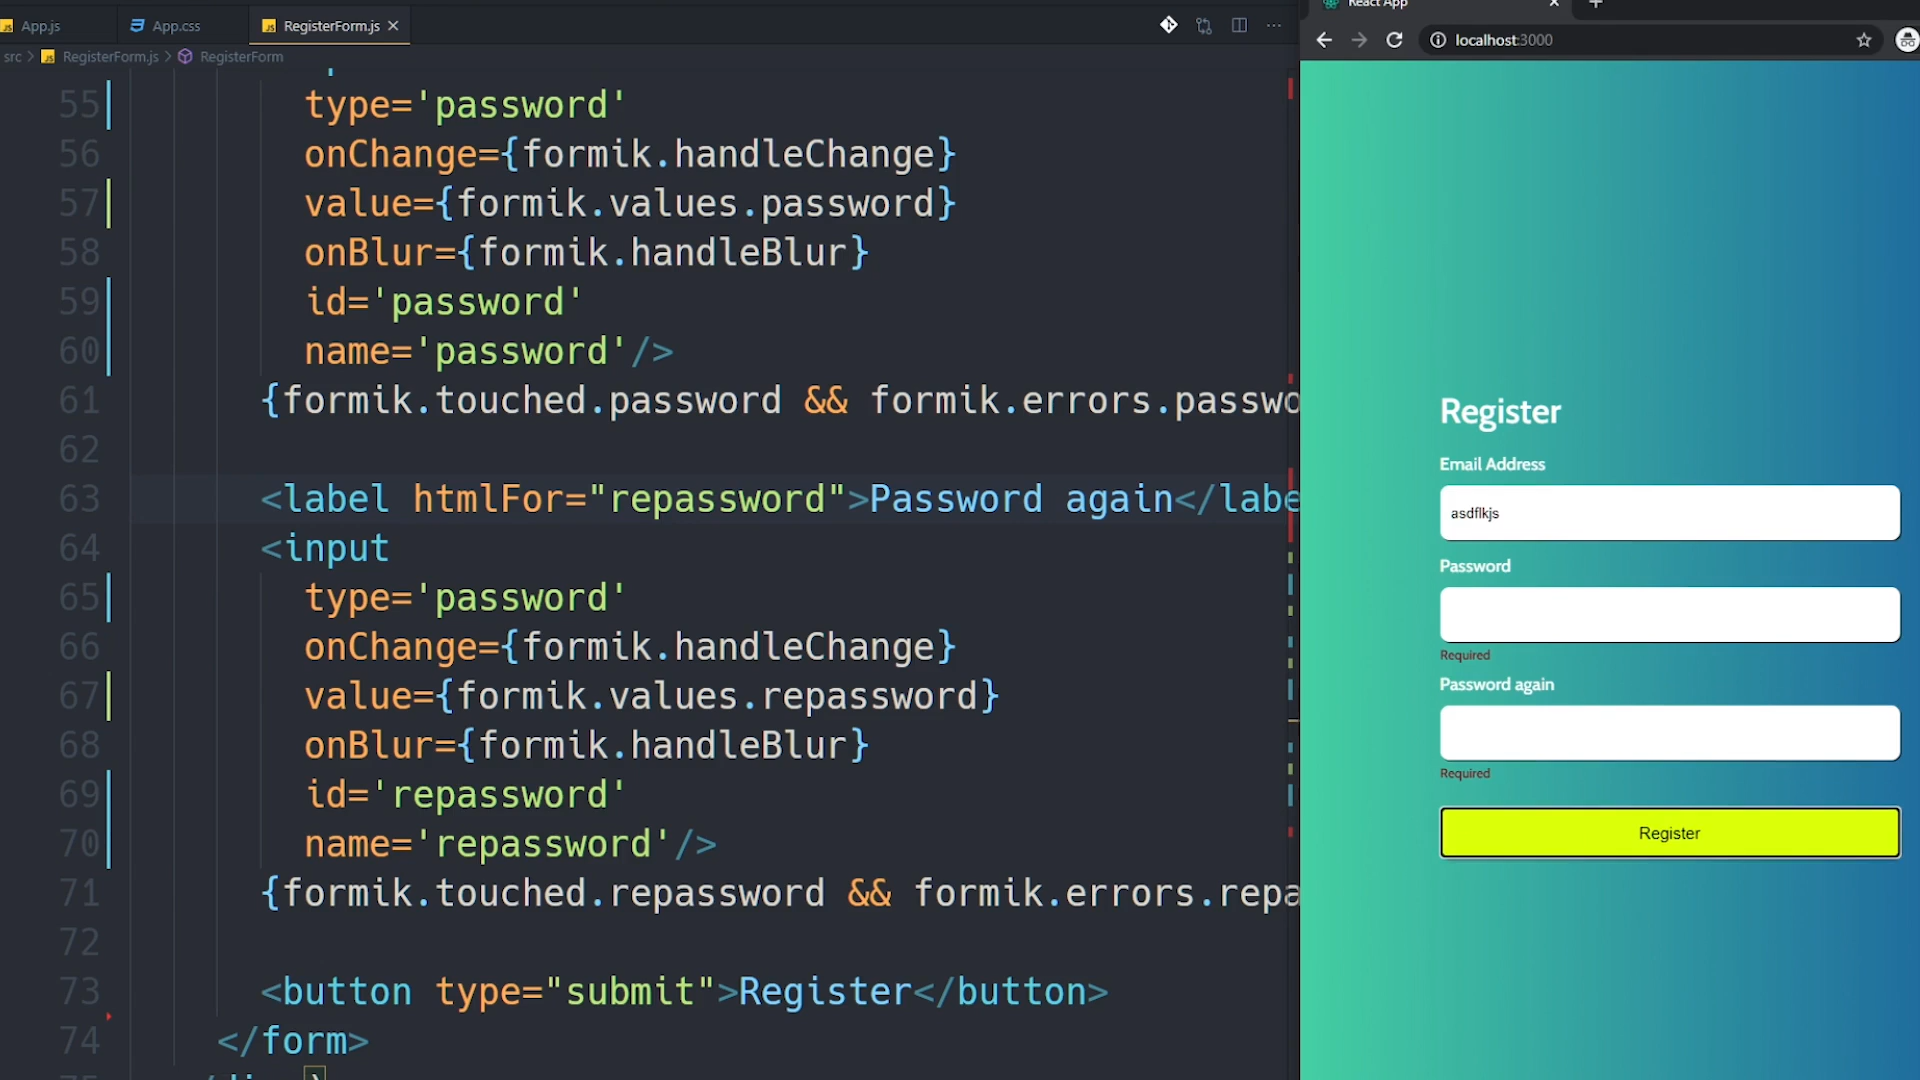 App.js
App.css
RegisterForm.js
src > RegisterForm.js > RegisterForm
55 type='password'
56 onChange={formik.handleChange}
57 value={formik.values.password}
58 onBlur={formik.handleBlur}
59 id='password'
60 name='password'/>
61 {formik.touched.password && formik.errors.passwo
62
63 <label htmlFor="repassword">Password again</labe
64 <input
65 type='password'
66 onChange={formik.handleChange}
67 value={formik.values.repassword}
68 onBlur={formik.handleBlur}
69 id='repassword'
70 name='repassword'/>
71 {formik.touched.repassword && formik.errors.repa
72
73 <button type="submit">Register</button>
74 </form>
React App
localhost:3000
Register
Email Address
asdflkjs
Password
Required
Password again
Required
Register